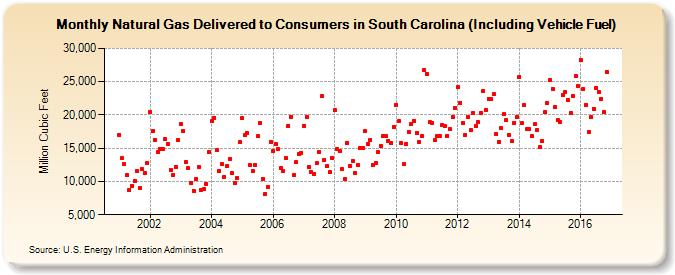 Monthly Natural Gas Delivered to Consumers in South Carolina (Including Vehicle Fuel)
Million Cubic Feet
30,000
25,000
20,000
15,000
10,000
5,000
2002 2004 2006 2008 2010 2012 2014 2016
Source: U.S. Energy Information Administration